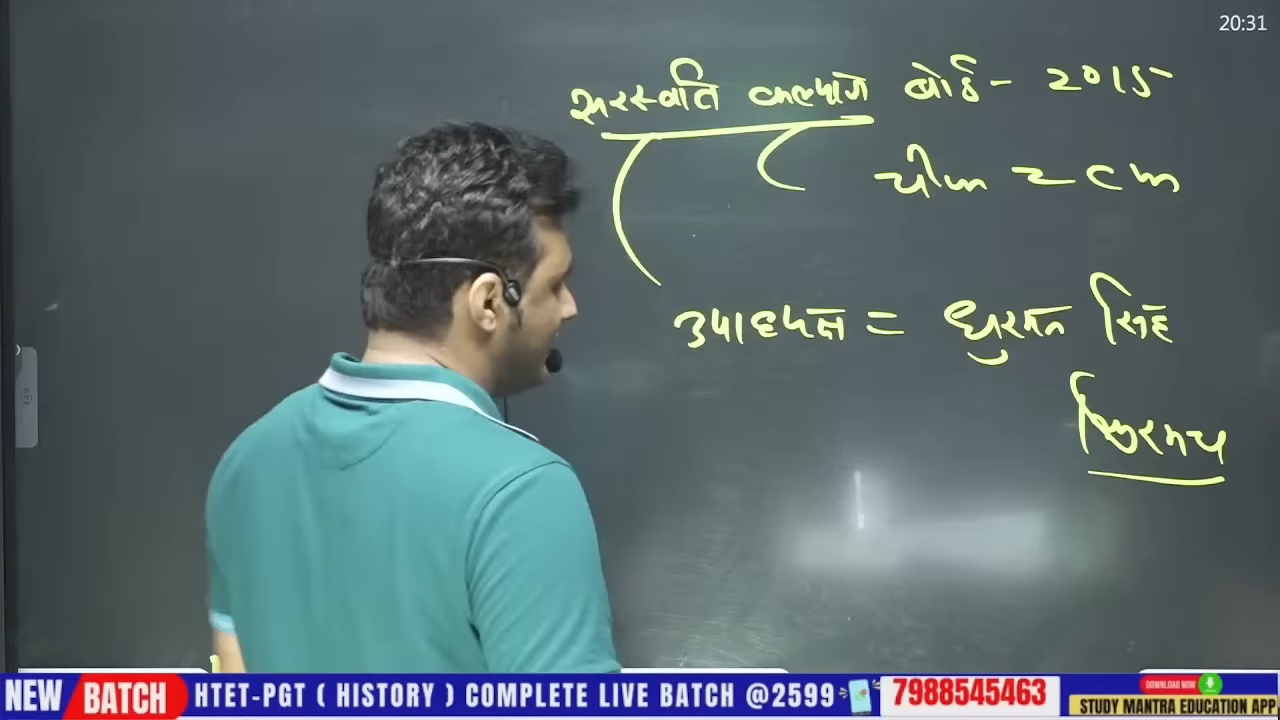 20:31
सरस्वति कल्याण बोर्ड - 2015
चीफ = cm
उपाध्यक्ष = धुमन सिंह
किरमच
NEW BATCH HTET-PGT ( HISTORY ) COMPLETE LIVE BATCH @2599 7988545463 DOWNLOAD NOW
STUDY MANTRA EDUCATION APP